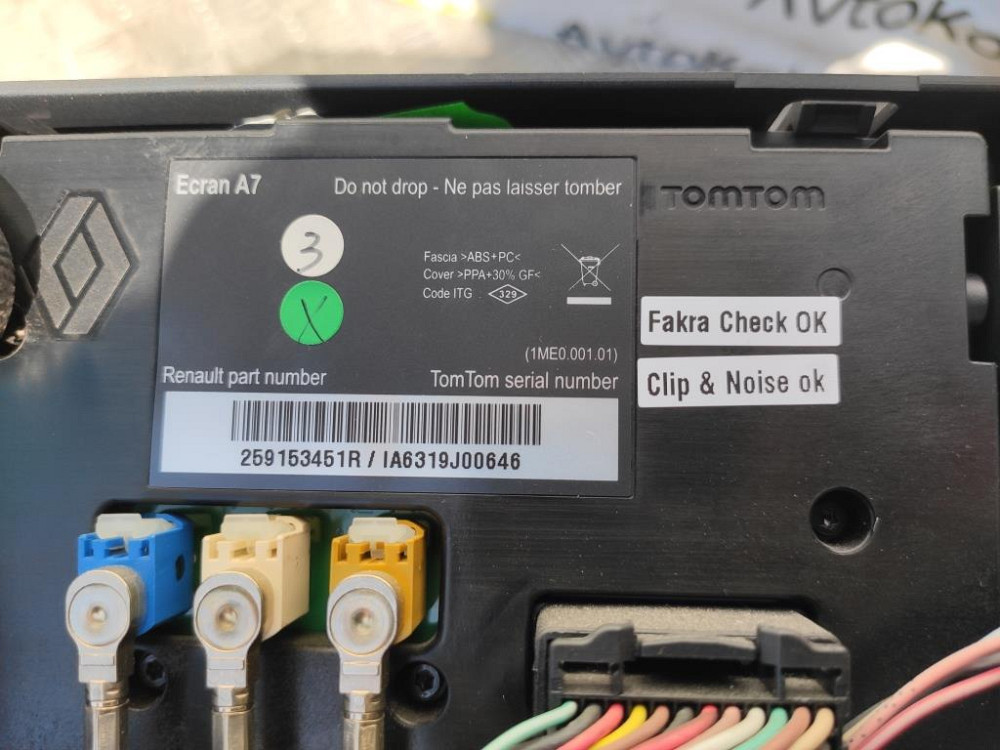 AvtoKo
AvtoKo
Ecran A7
Do not drop - Ne pas laisser tomber
TOMTOM
3
X
Fascia >ABS+PC<
Cover >PPA+30% GF<
Code ITG 329
Fakra Check OK
(1ME0.001.01)
Renault part number
TomTom serial number
Clip & Noise ok
259153451R / IA6319J00646